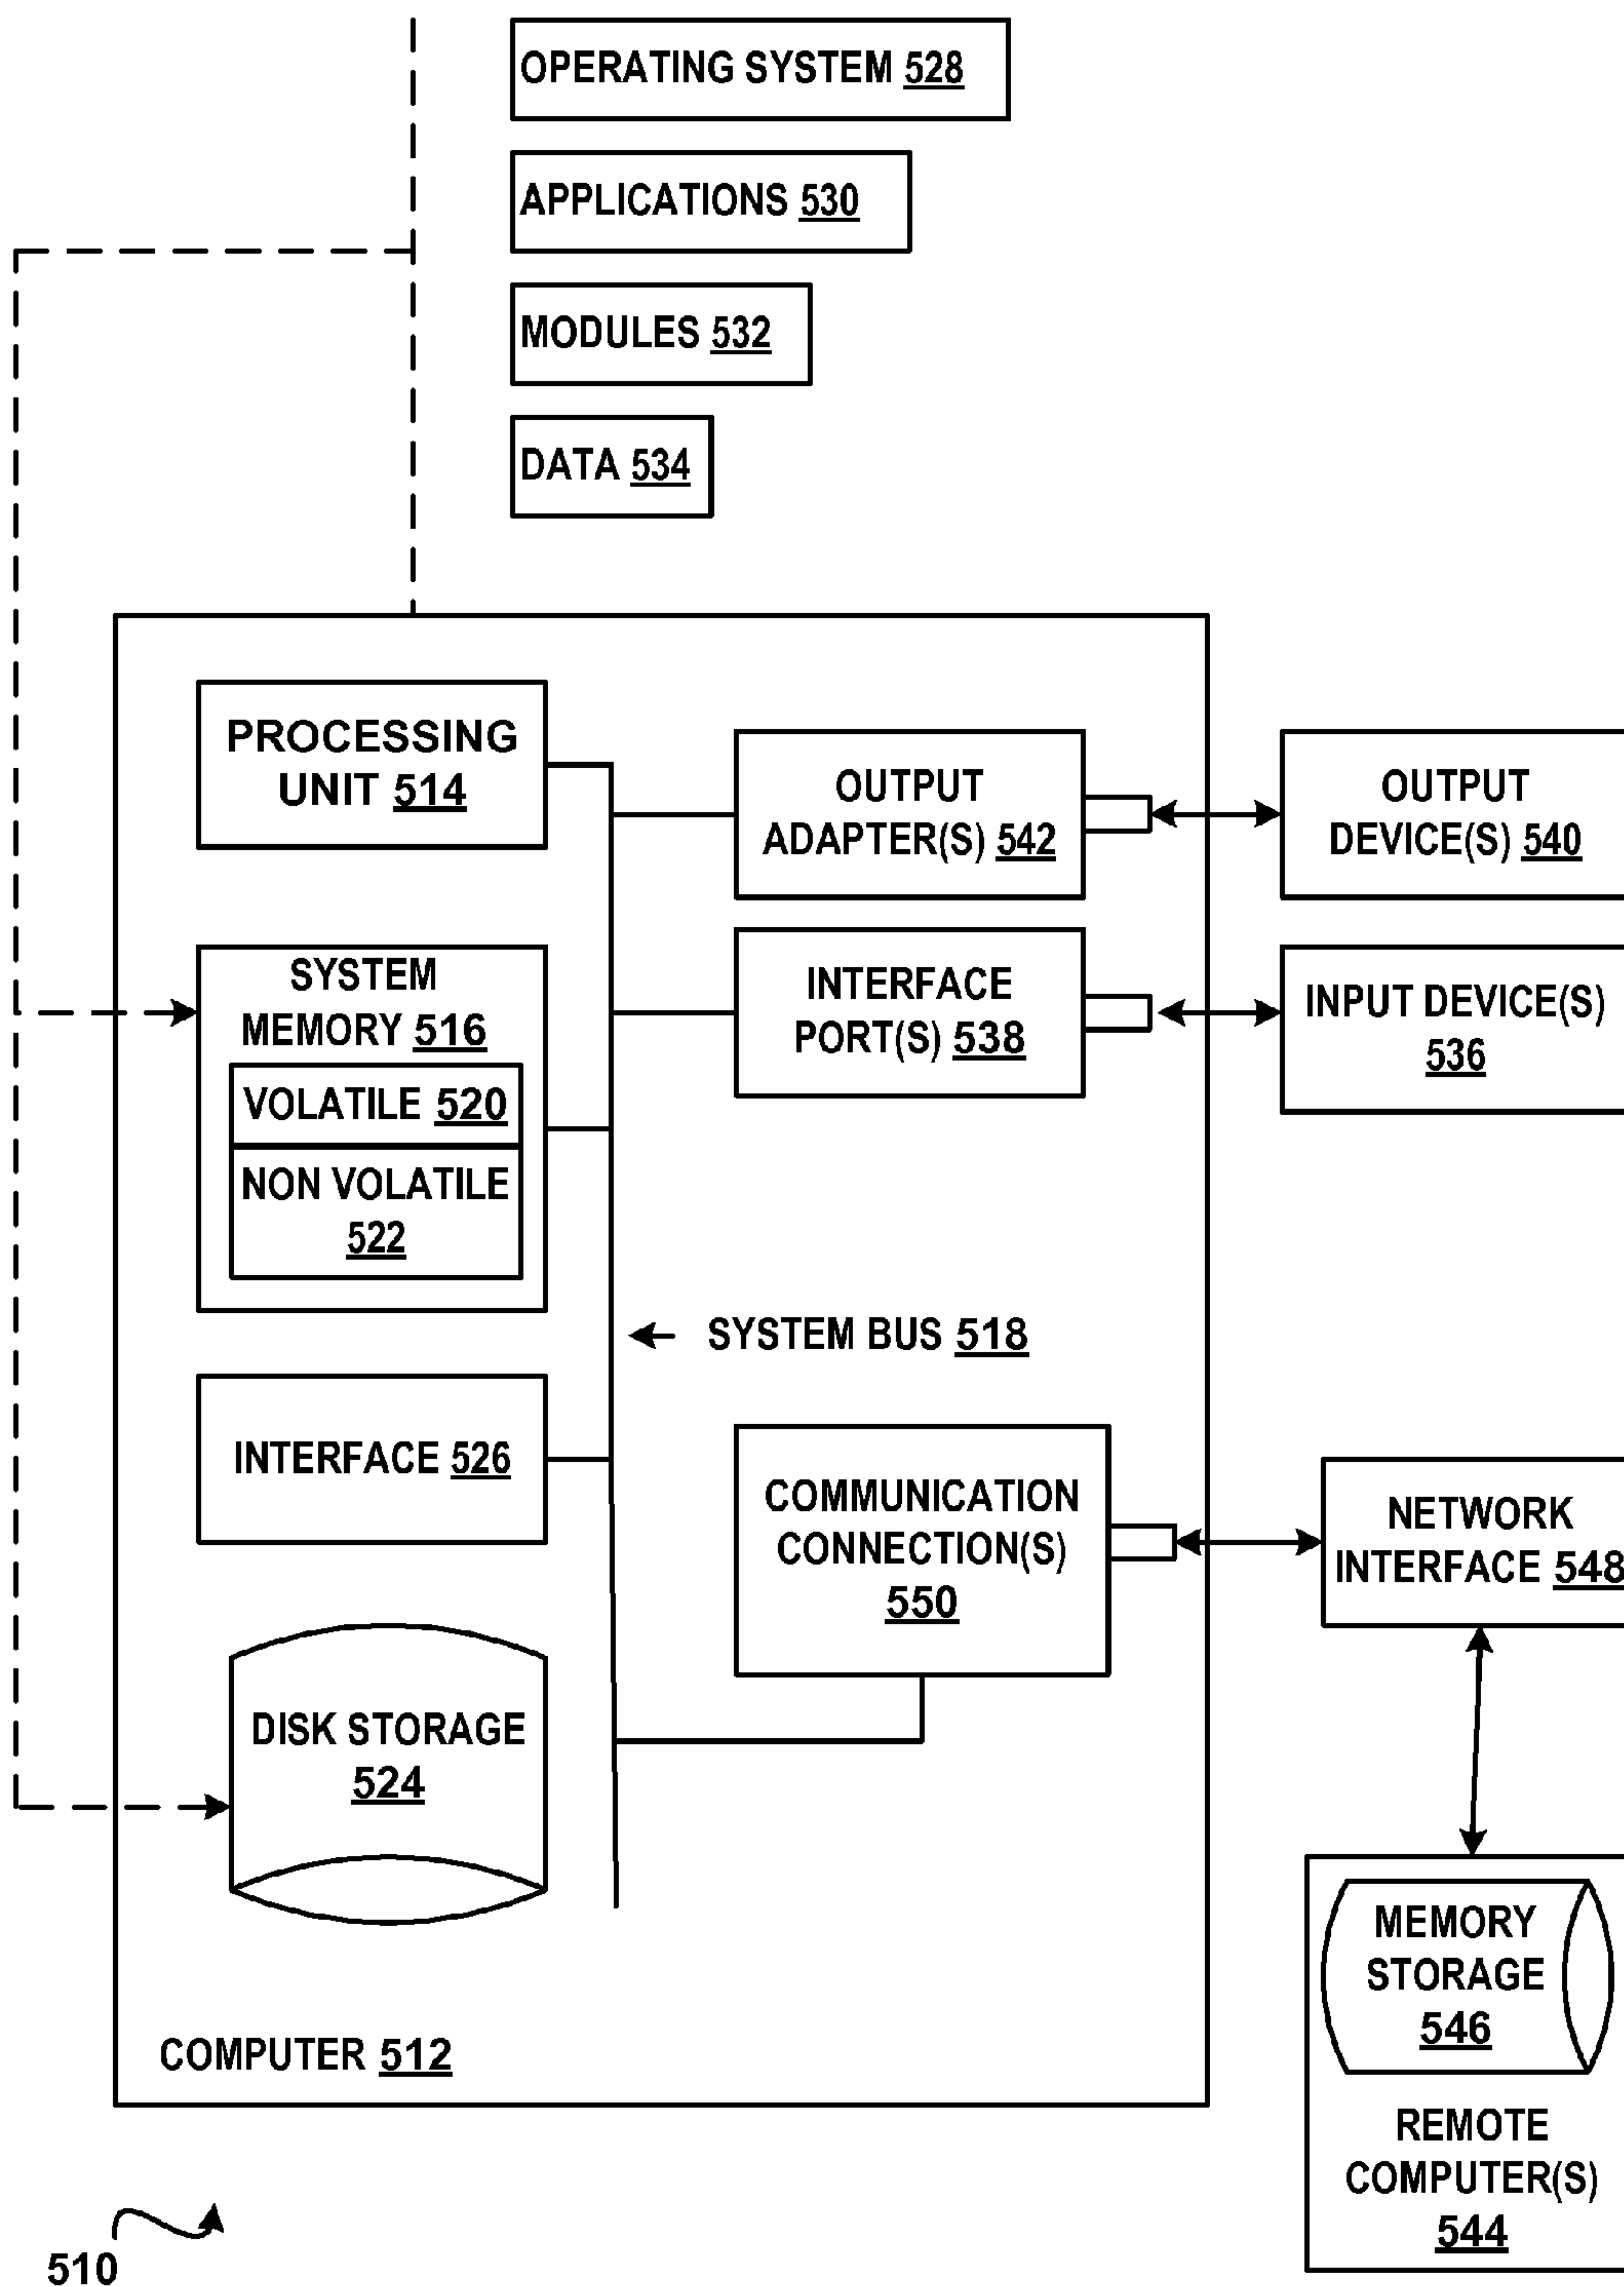 OPERATING SYSTEM 528
APPLICATIONS 530
MODULES 532
DATA 534
PROCESSING
UNIT 514
OUTPUT
ADAPTER(S) 542
OUTPUT
DEVICE(S) 540
SYSTEM
MEMORY 516
VOLATILE 520
NON VOLATILE
522
INTERFACE
PORT(S) 538
INPUT DEVICE(S)
536
SYSTEM BUS 518
INTERFACE 526
COMMUNICATION
CONNECTION(S)
550
NETWORK
INTERFACE 548
DISK STORAGE
524
MEMORY
STORAGE
546
REMOTE
COMPUTER(S)
544
COMPUTER 512
510